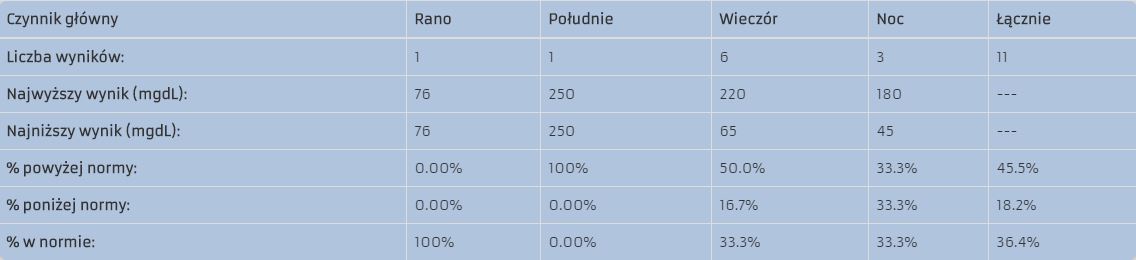 Czynnik główny Rano Południe Wieczór Noc Łącznie
Liczba wyników: 1 1 6 3 11
Najwyższy wynik (mgdL): 76 250 220 180 ---
Najniższy wynik (mgdL): 76 250 65 45 ---
% powyżej normy: 0.00% 100% 50.0% 33.3% 45.5%
% poniżej normy: 0.00% 0.00% 16.7% 33.3% 18.2%
% w normie: 100% 0.00% 33.3% 33.3% 36.4%